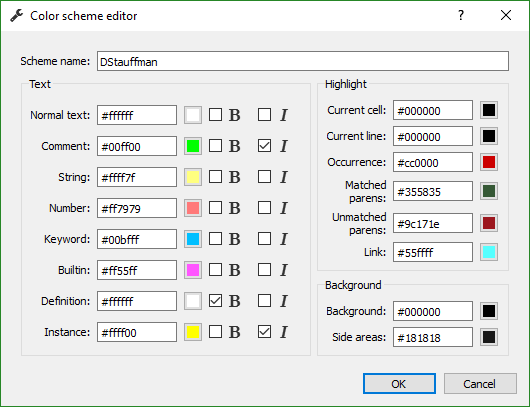 Color scheme editor
?
Scheme name: DStauffman
Text
Normal text: #ffffff B I
Comment: #00ff00 B I
String: #ffff7f B I
Number: #ff7979 B I
Keyword: #00bfff B I
Builtin: #ff55ff B I
Definition: #ffffff B I
Instance: #ffff00 B I
Highlight
Current cell: #000000
Current line: #000000
Occurrence: #cc0000
Matched
parens: #355835
Unmatched
parens: #9c171e
Link: #55ffff
Background
Background: #000000
Side areas: #181818
OK Cancel